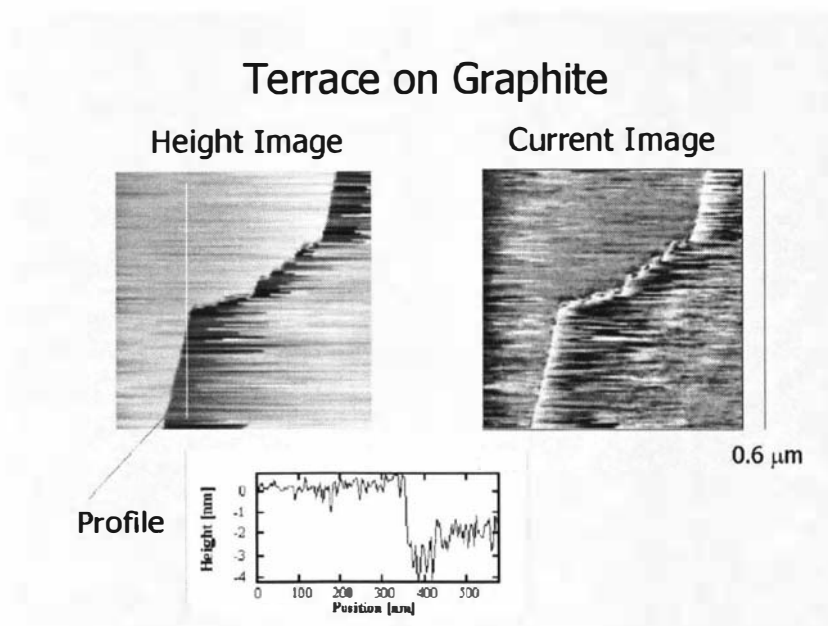 Terrace on Graphite
Height Image
Current Image
0.6 µm
Profile
Height [nm]
0
-1
-2
-3
-4
0 100 200 300 400 500
Position [nm]